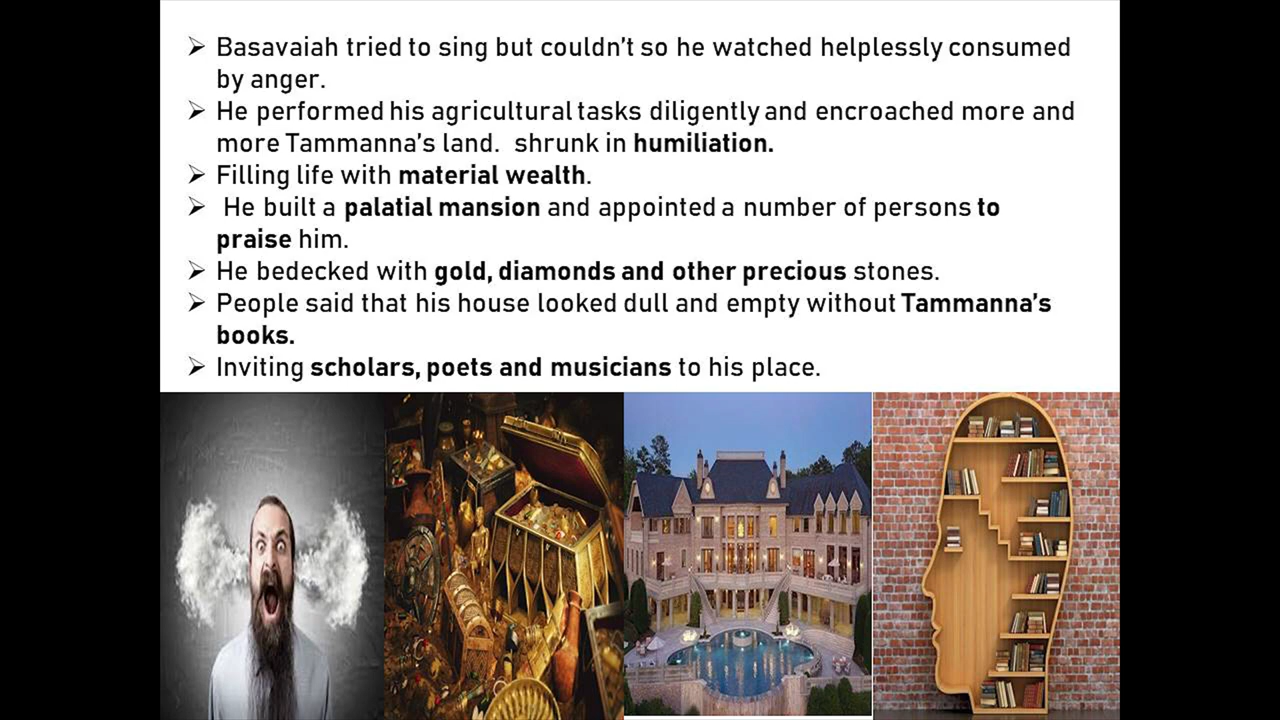 ➢ Basavaiah tried to sing but couldn't so he watched helplessly consumed
by anger.
➢ He performed his agricultural tasks diligently and encroached more and
more Tammanna's land.  shrunk in humiliation.
➢ Filling life with material wealth.
➢ He built a palatial mansion and appointed a number of persons to
praise him.
➢ He bedecked with gold, diamonds and other precious stones.
➢ People said that his house looked dull and empty without Tammanna's
books.
➢ Inviting scholars, poets and musicians to his place.